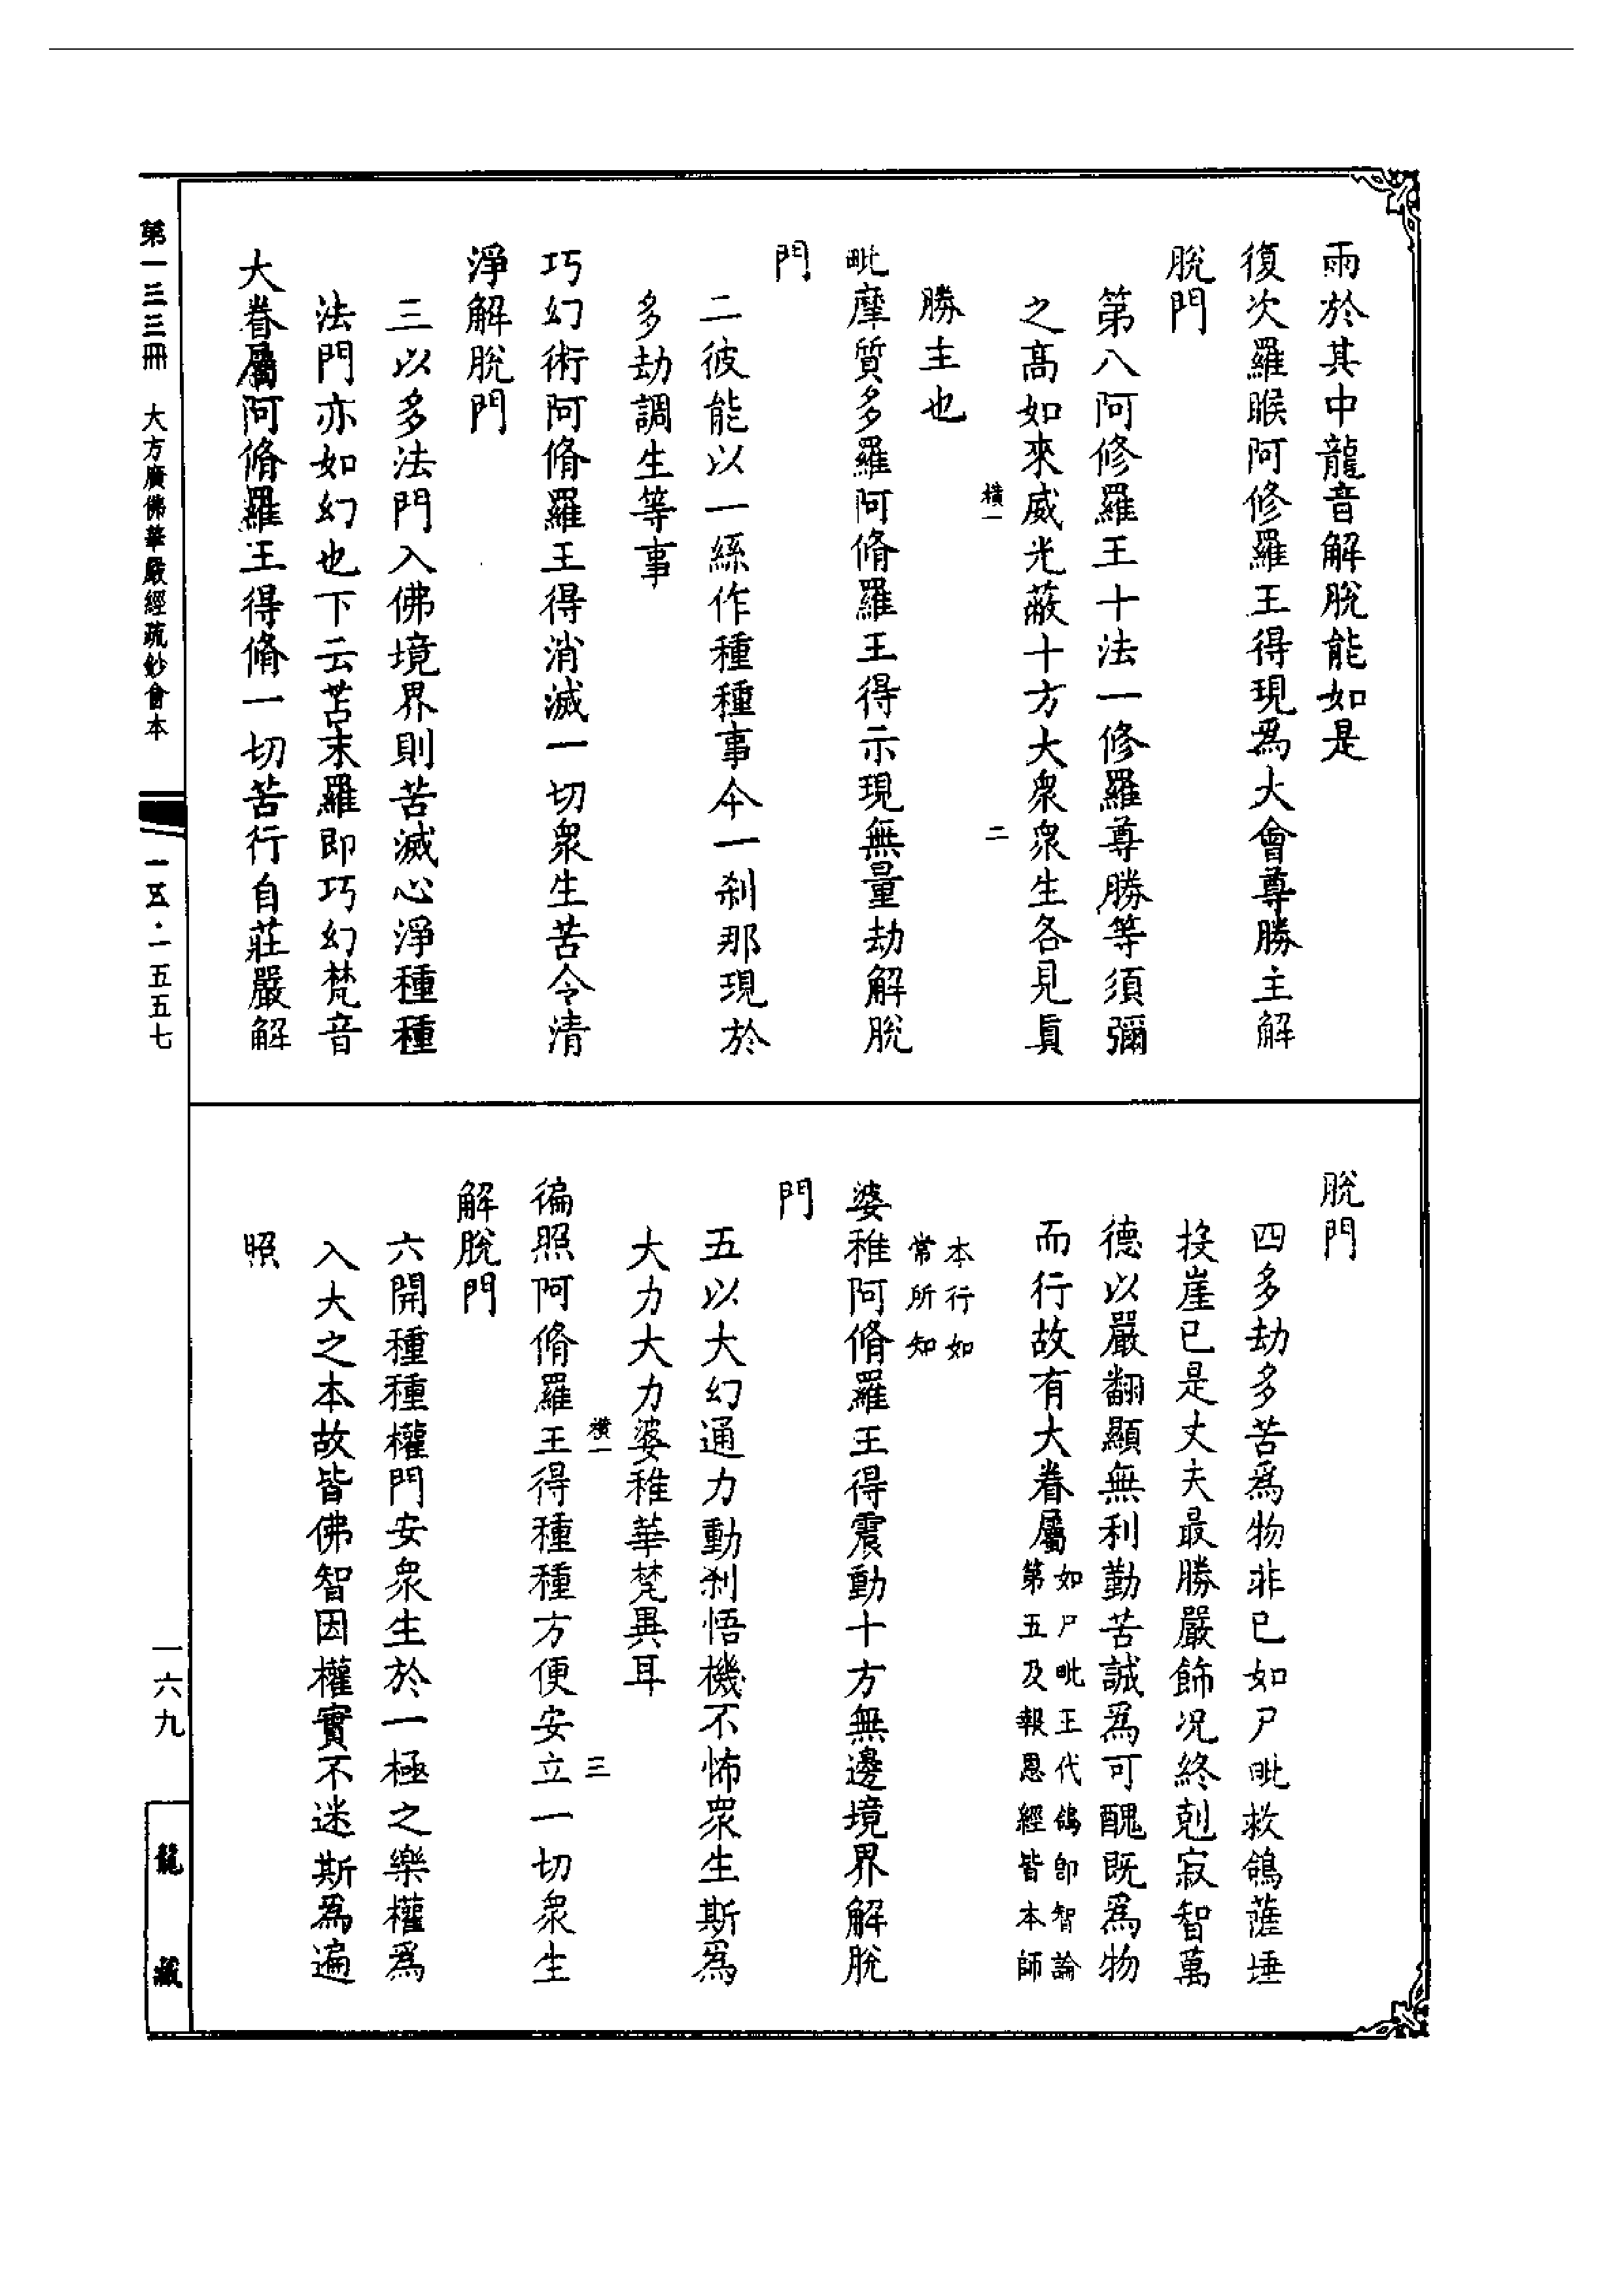 雨於其中龍音解脫能如是
復次羅睺阿修羅王得現爲大會尊勝主解
脫門
第八阿修羅王十法一修羅尊勝等須彌
之髙如來威光蔽十方大衆衆生各見真
橫一
二
勝主也
毗摩質多羅阿脩羅王得示現無量劫解脫
門
二彼能以一絲作種種事今一剎那現於
多劫調生等事
巧幻術阿脩羅王得消滅一切衆生苦令清
淨解脫門
三以多法門入佛境界則苦滅心淨種種
法門亦如幻也下云苫末羅即巧幻梵音
大眷屬阿脩羅王得脩一切苦行自莊嚴解
脫門
四多劫多苦爲物非已如尸毗救鴿薩埵
投崖已是丈夫最勝嚴飾况終剋寂智萬
德以嚴翻顯無利勤苦誠爲可醜既爲物
而行故有大眷屬如尸毗王代鴿即智論
第五及報恩經皆本師
本行如
常所知
婆稚阿脩羅王得震動十方無邊境界解脫
門
五以大幻通力動剎悟機不怖衆生斯爲
大力大力婆稚華梵異耳
橫一
三
徧照阿脩羅王得種種方便安立一切衆生
解脫門
六開種種權門安衆生於一極之樂權爲
入大之本故皆佛智因權實不迷斯爲遍
照
第一三三冊 大方廣佛華嚴經疏鈔會本
一五·一五五七
一六九
龍藏